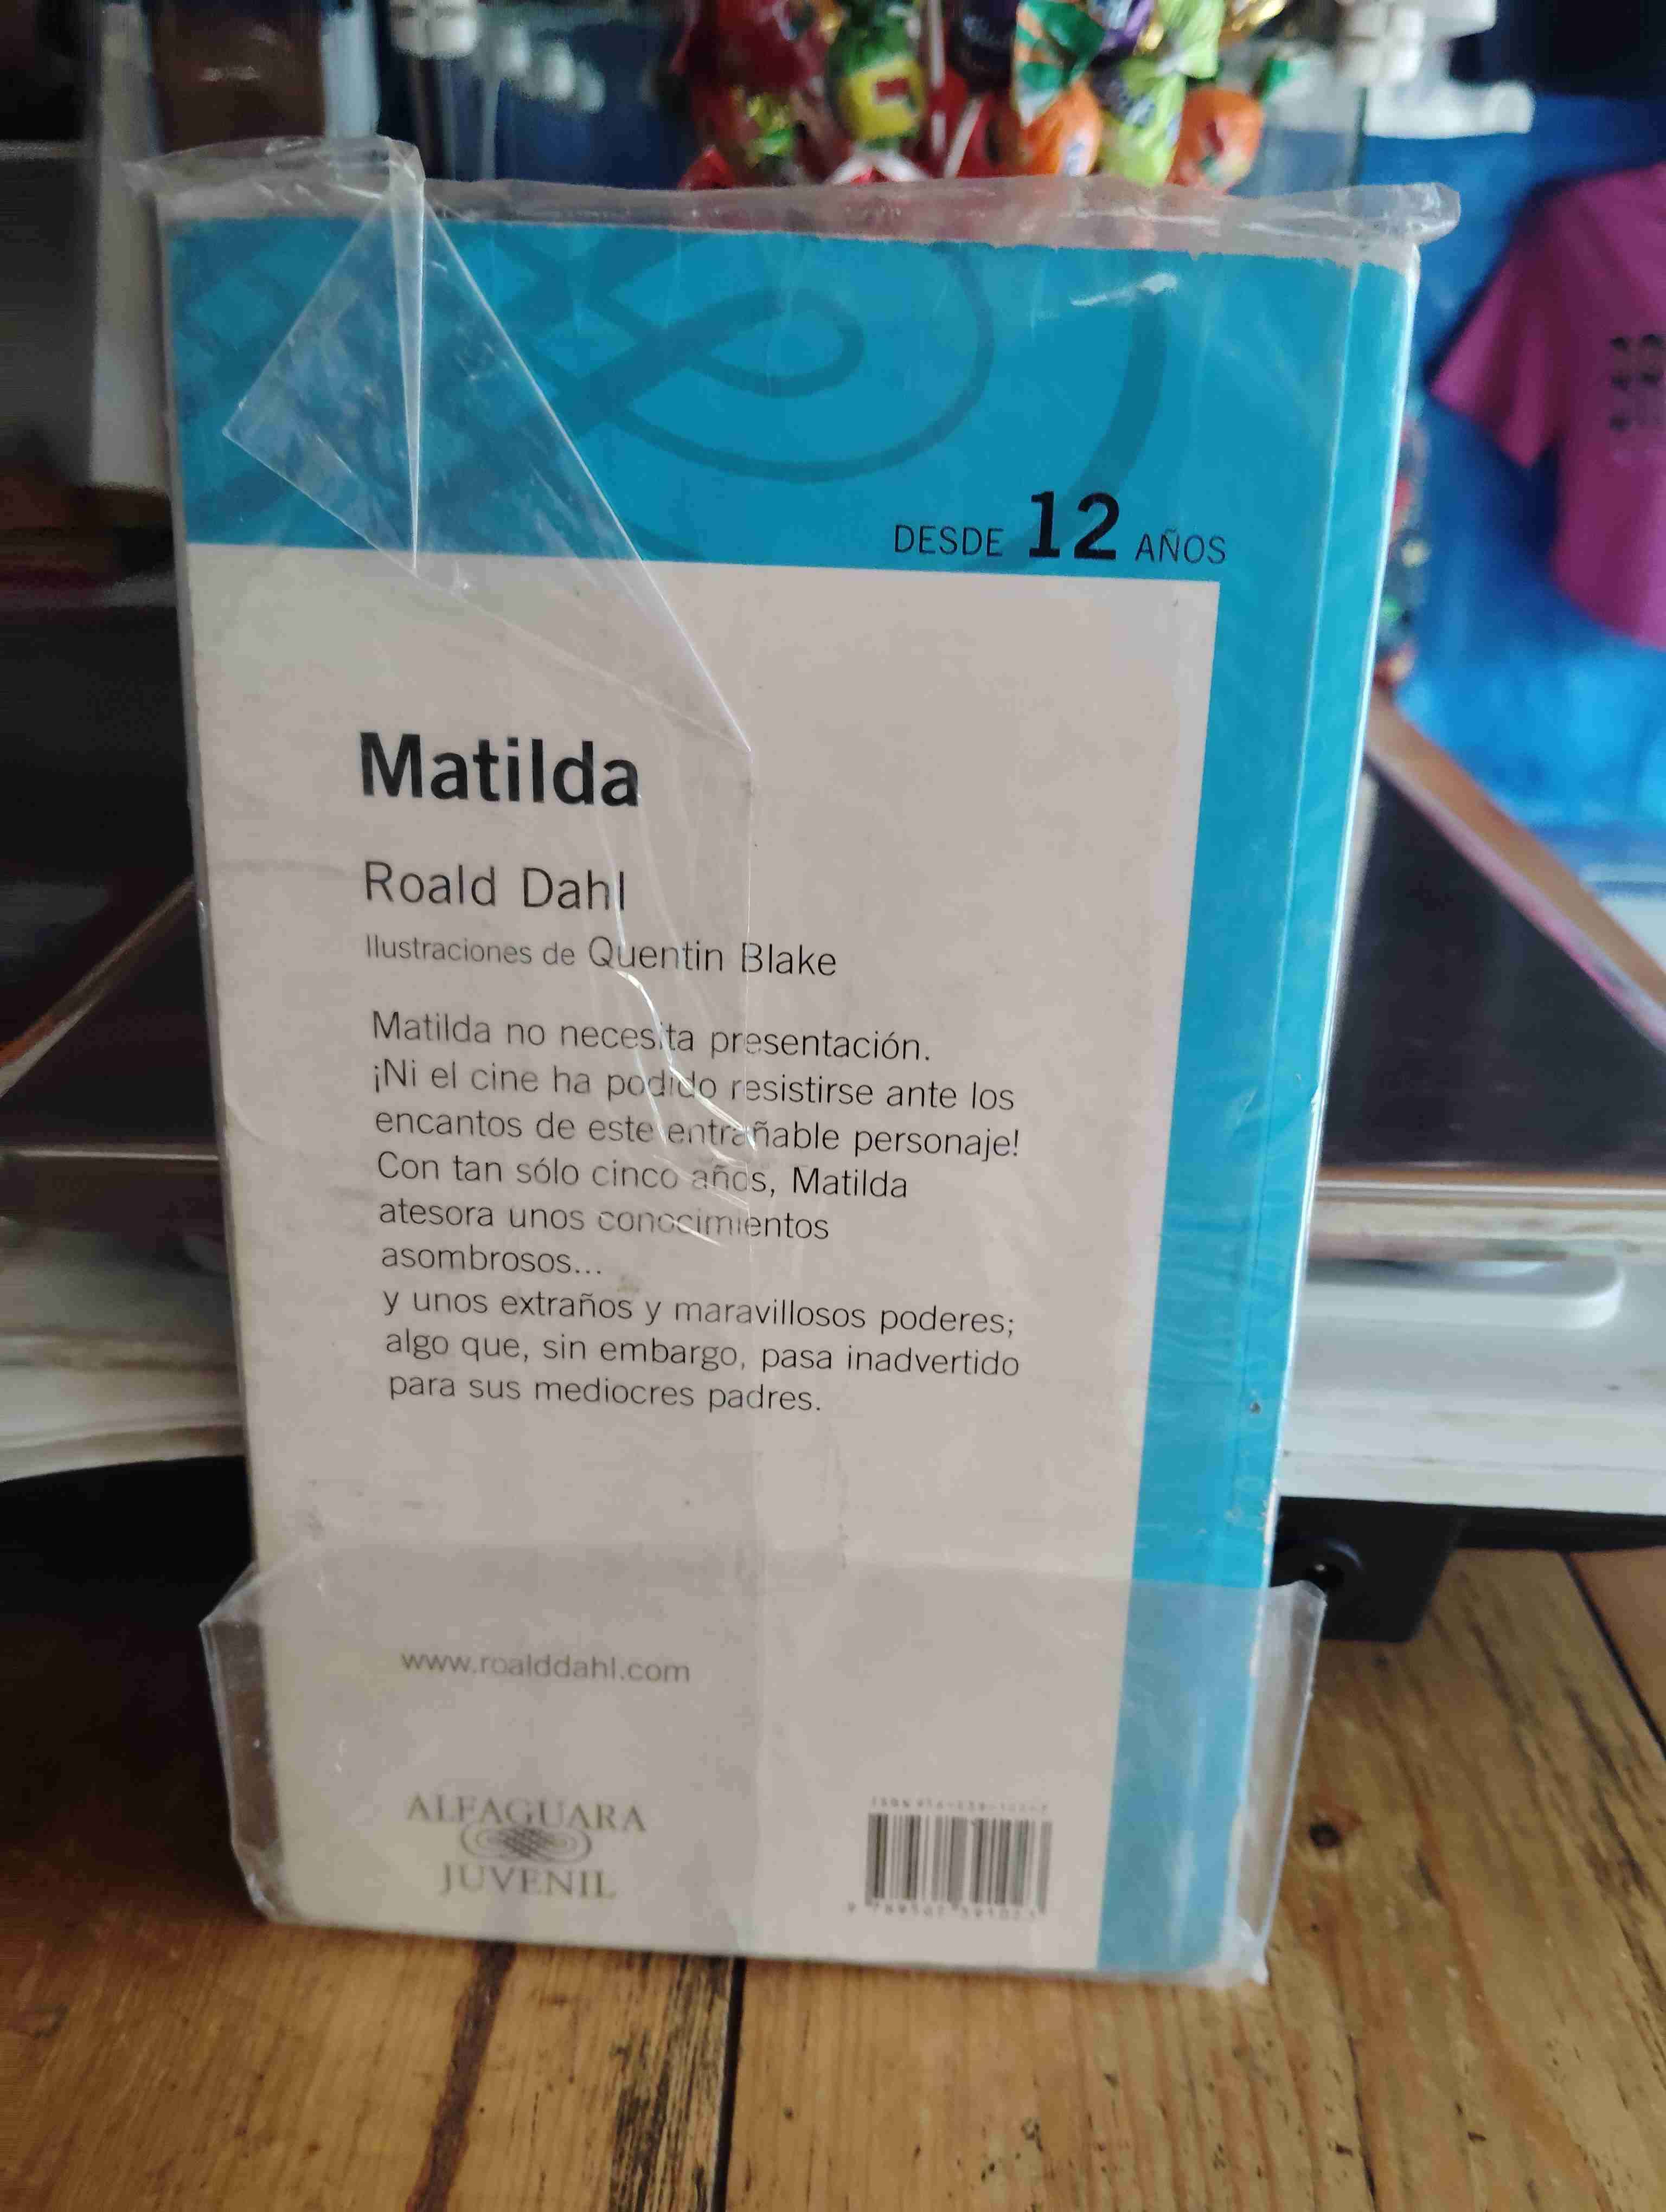 DESDE 12 AÑOS
Matilda
Roald Dahl
Ilustraciones de Quentin Blake
Matilda no necesita presentación.
¡Ni el cine ha podido resistirse ante los
encantos de este entrañable personaje!
Con tan sólo cinco años, Matilda
atesora unos conocimientos
asombrosos...
y unos extraños y maravillosos poderes;
algo que, sin embargo, pasa inadvertido
para sus mediocres padres.
www.roalddahl.com
ALFAGUARA
JUVENIL